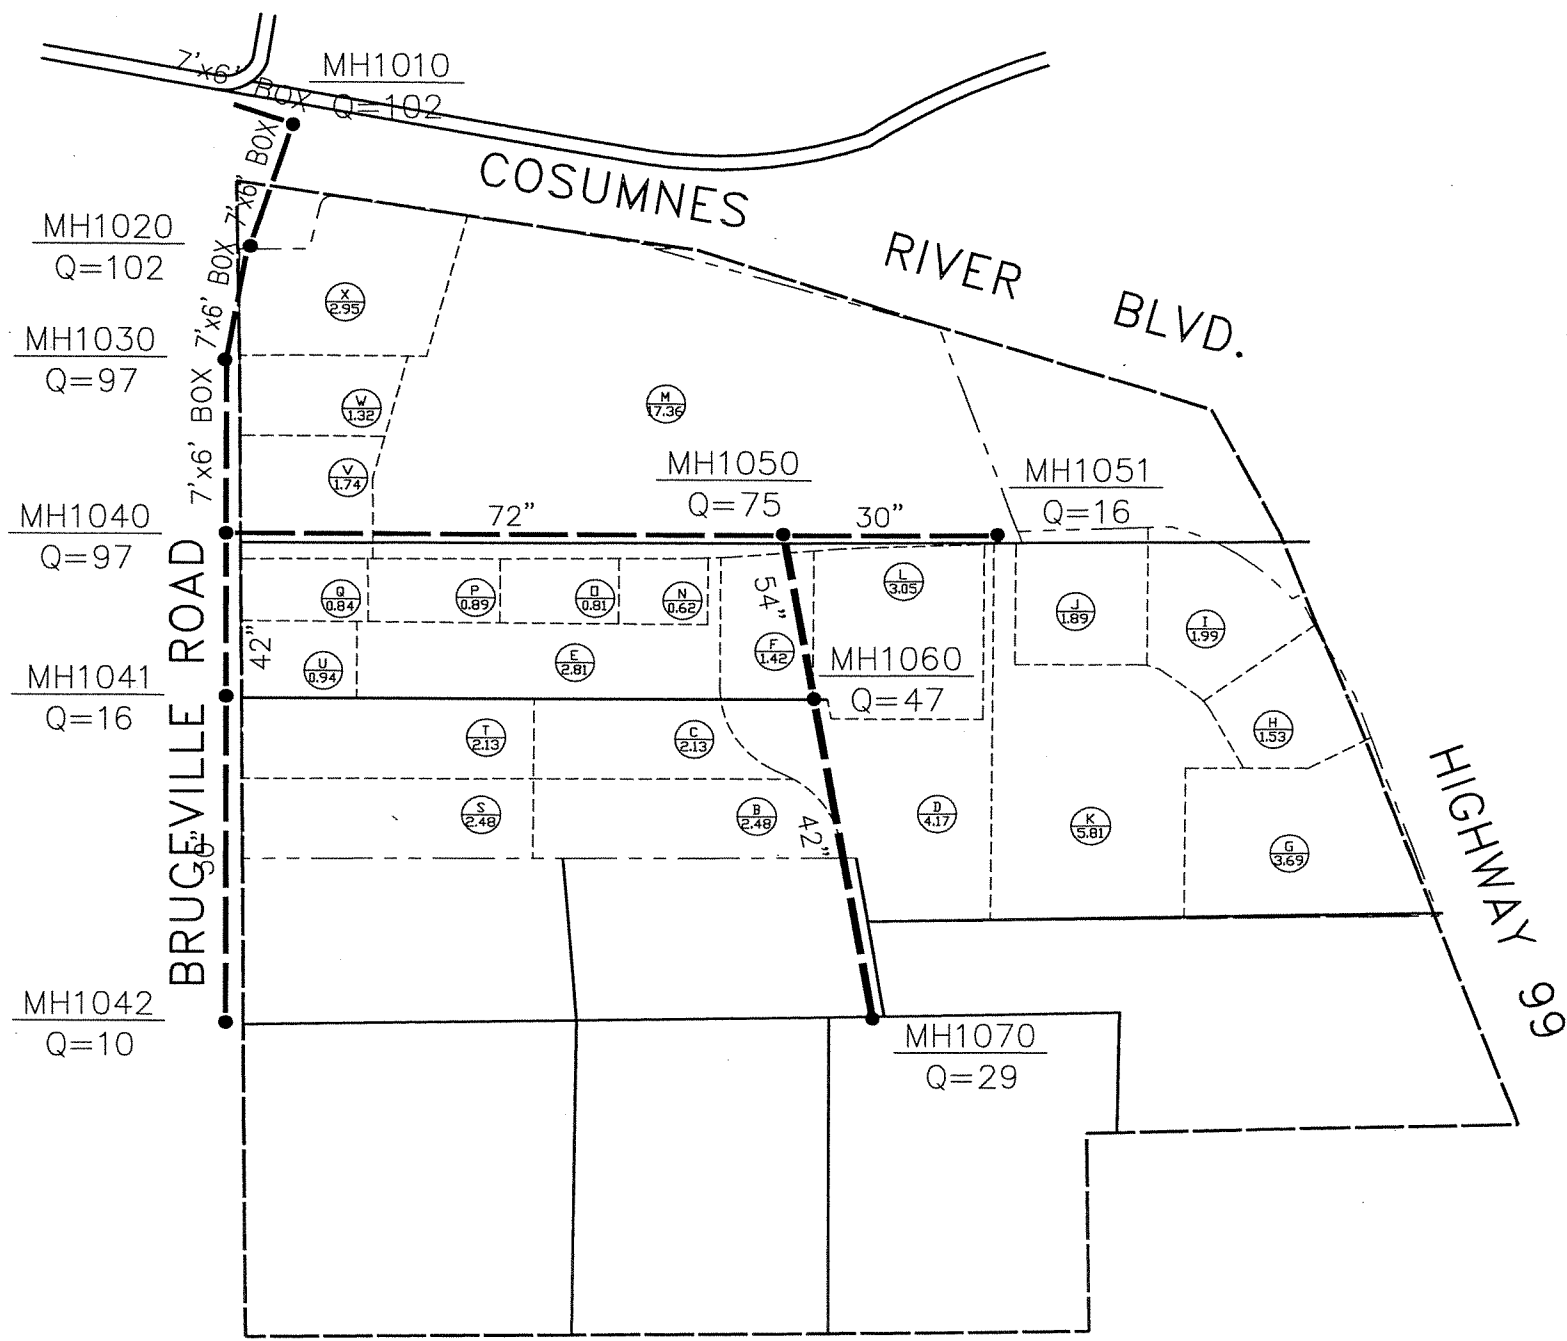 7'x6' BOX
MH1010
Q=102
7'x6' BOX
COSUMNES
RIVER
BLVD.
MH1020
Q=102
7'x6' BOX
X
2.95
MH1030
Q=97
7'x6' BOX
W
1.32
M
17.36
V
1.74
MH1050
Q=75
MH1051
Q=16
MH1040
Q=97
72"
30"
Q
0.84
P
0.89
O
0.81
N
0.62
54"
L
3.05
J
1.89
I
1.99
42"
U
0.94
E
2.81
F
1.42
MH1060
Q=47
MH1041
Q=16
T
2.13
C
2.13
H
1.53
S
2.48
B
2.48
42"
D
4.17
K
5.81
G
3.69
BRUCEVILLE ROAD
30"
HIGHWAY 99
MH1042
Q=10
MH1070
Q=29